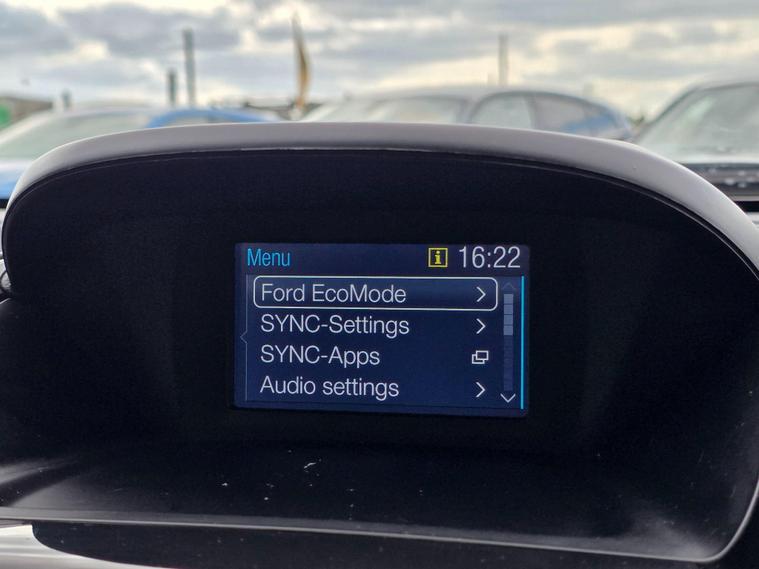 Menu i 16:22
Ford EcoMode
SYNC-Settings
SYNC-Apps
Audio settings